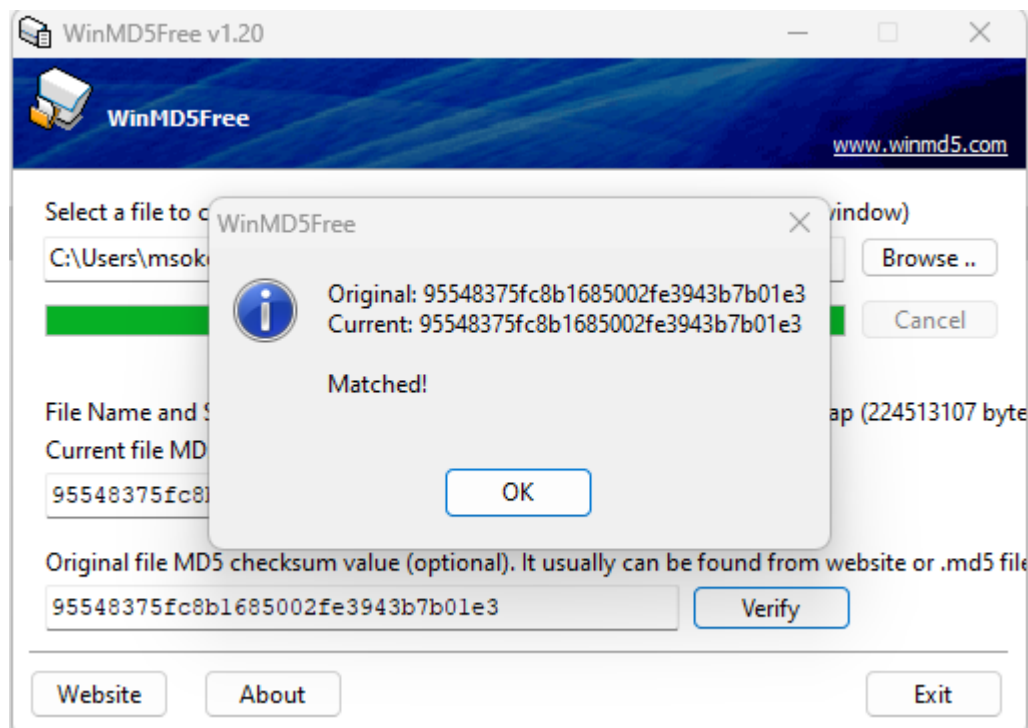 WinMD5Free v1.20
WinMD5Free
www.winmd5.com
Select a file to c
window)
C:\Users\msok
Browse ..
Cancel
WinMD5Free
Original: 95548375fc8b1685002fe3943b7b01e3
Current: 95548375fc8b1685002fe3943b7b01e3
Matched!
OK
File Name and S
ap (224513107 byte
Current file MD
95548375fc8b
Original file MD5 checksum value (optional). It usually can be found from website or .md5 file
95548375fc8b1685002fe3943b7b01e3
Verify
Website
About
Exit